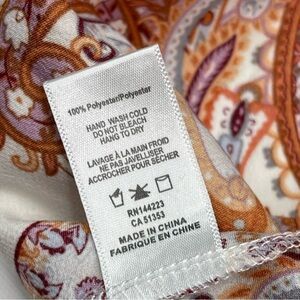 100% Polyester/Polyester
HAND WASH COLD
DO NOT BLEACH
HANG TO DRY
LAVAGE À LA MAIN FROID
NE PAS JAVELLISER
ACCROCHER POUR SÉCHER
RN144223
CA 51353
MADE IN CHINA
FABRIQUE EN CHINE